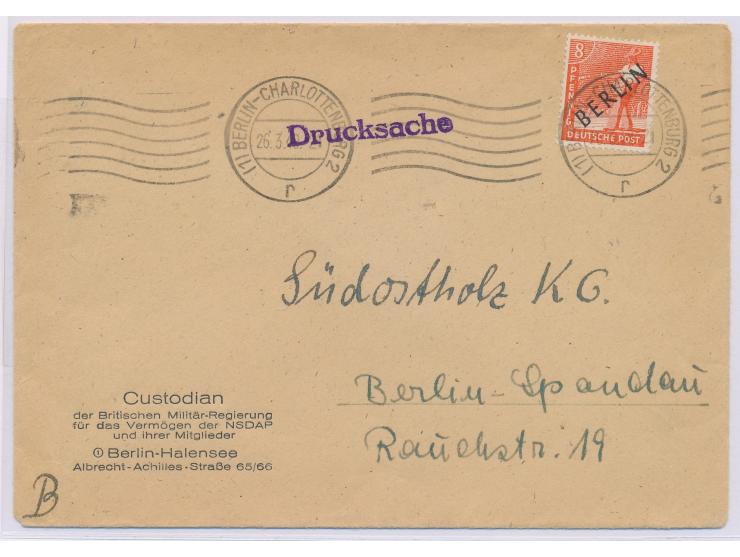 (1) BERLIN-CHARLOTTENBURG 2
26.3.
r
Drucksache
8
PFENNIG
DEUTSCHE POST
BERLIN
(1) BERLIN-CHARLOTTENBURG 2
r
Südostholz KG.
Berlin-Spandau
Rauchstr. 19
Custodian
der Britischen Militär-Regierung
für das Vermögen der NSDAP
und ihrer Mitglieder
① Berlin-Halensee
Albrecht-Achilles-Straße 65/66
B